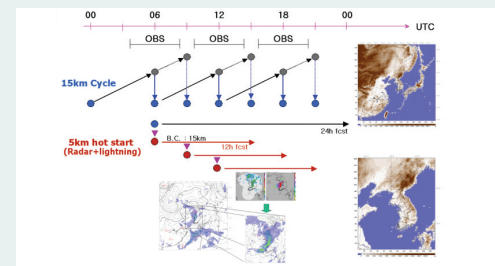 00 06 12 18 00
UTC
OBS OBS OBS
15km Cycle
24h fcst
B.C. : 15km
5km hot start
(Radar+lightning)
12h fcst